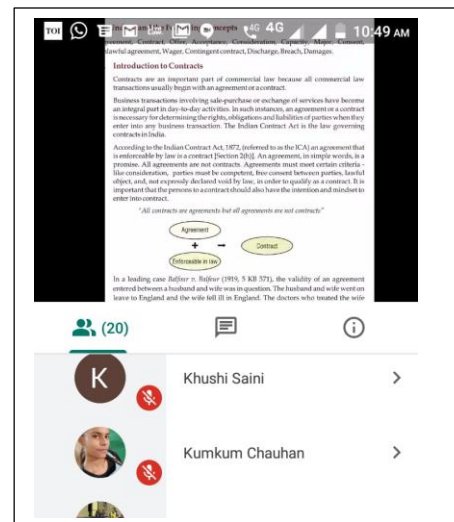 TOI 4G 4G 10:49 AM
Agreement, Contract, Offer, Acceptance, Consideration, Capacity, Major, Consent,
Unlawful agreement, Wager, Contingent contract, Discharge, Breach, Damages.
Introduction to Contracts
Contracts are an important part of commercial law because all commercial law
transactions usually begin with an agreement or a contract.
Business transactions involving sale-purchase or exchange of services have become
an integral part in day-to-day activities. In such instances, an agreement or a contract
is necessary for determining the rights, obligations and liabilities of parties when they
enter into any business transaction. The Indian Contract Act is the law governing
contracts in India.
According to the Indian Contract Act, 1872, (referred to as the ICA) an agreement that
is enforceable by law is a contract [Section 2(h)]. An agreement, in simple words, is a
promise. All agreements are not contracts. Agreements must meet certain criteria -
like consideration, parties must be competent, free consent between parties, lawful
object, and, not expressly declared void by law, in order to qualify as a contract. It is
important that the persons to a contract should also have the intention and mindset to
enter into contract.
"All contracts are agreements but all agreements are not contracts"
Agreement
+ Contract
Enforceable in law
In a leading case Balfour v. Balfour (1919, 5 KB 571), the validity of an agreement
entered between a husband and wife was in question. The husband and wife went on
leave to England and the wife fell ill in England. The doctors who treated the wife
(20)
K Khushi Saini
Kumkum Chauhan